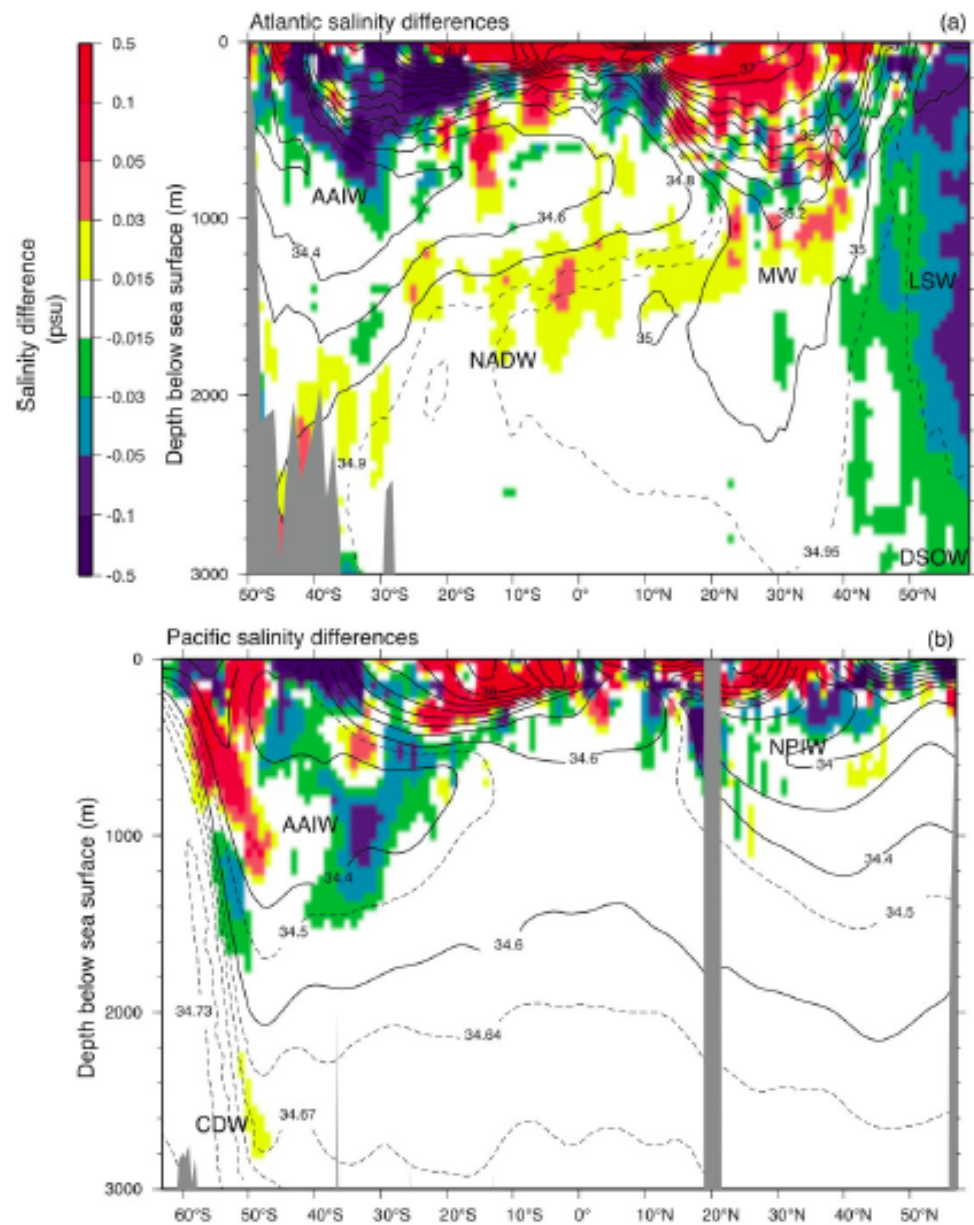 Atlantic salinity differences (a)
0.5
0.1
0.05
0.03
0.015
-0.015
-0.03
-0.05
-0.1
-0.5
Salinity difference
(psu)
Depth below sea surface (m)
0
1000
2000
3000
37
34.8
AAIW
34.6
35.2
34.4
35
MW
LSW
35
NADW
34.9
34.95
DSOW
50°S 40°S 30°S 20°S 10°S 0° 10°N 20°N 30°N 40°N 50°N
Pacific salinity differences (b)
Depth below sea surface (m)
0
1000
2000
3000
34.6
NPIW
34
AAIW
34.4
34.4
34.5
34.5
34.6
34.73
34.64
34.67
CDW
60°S 50°S 40°S 30°S 20°S 10°S 0° 10°N 20°N 30°N 40°N 50°N